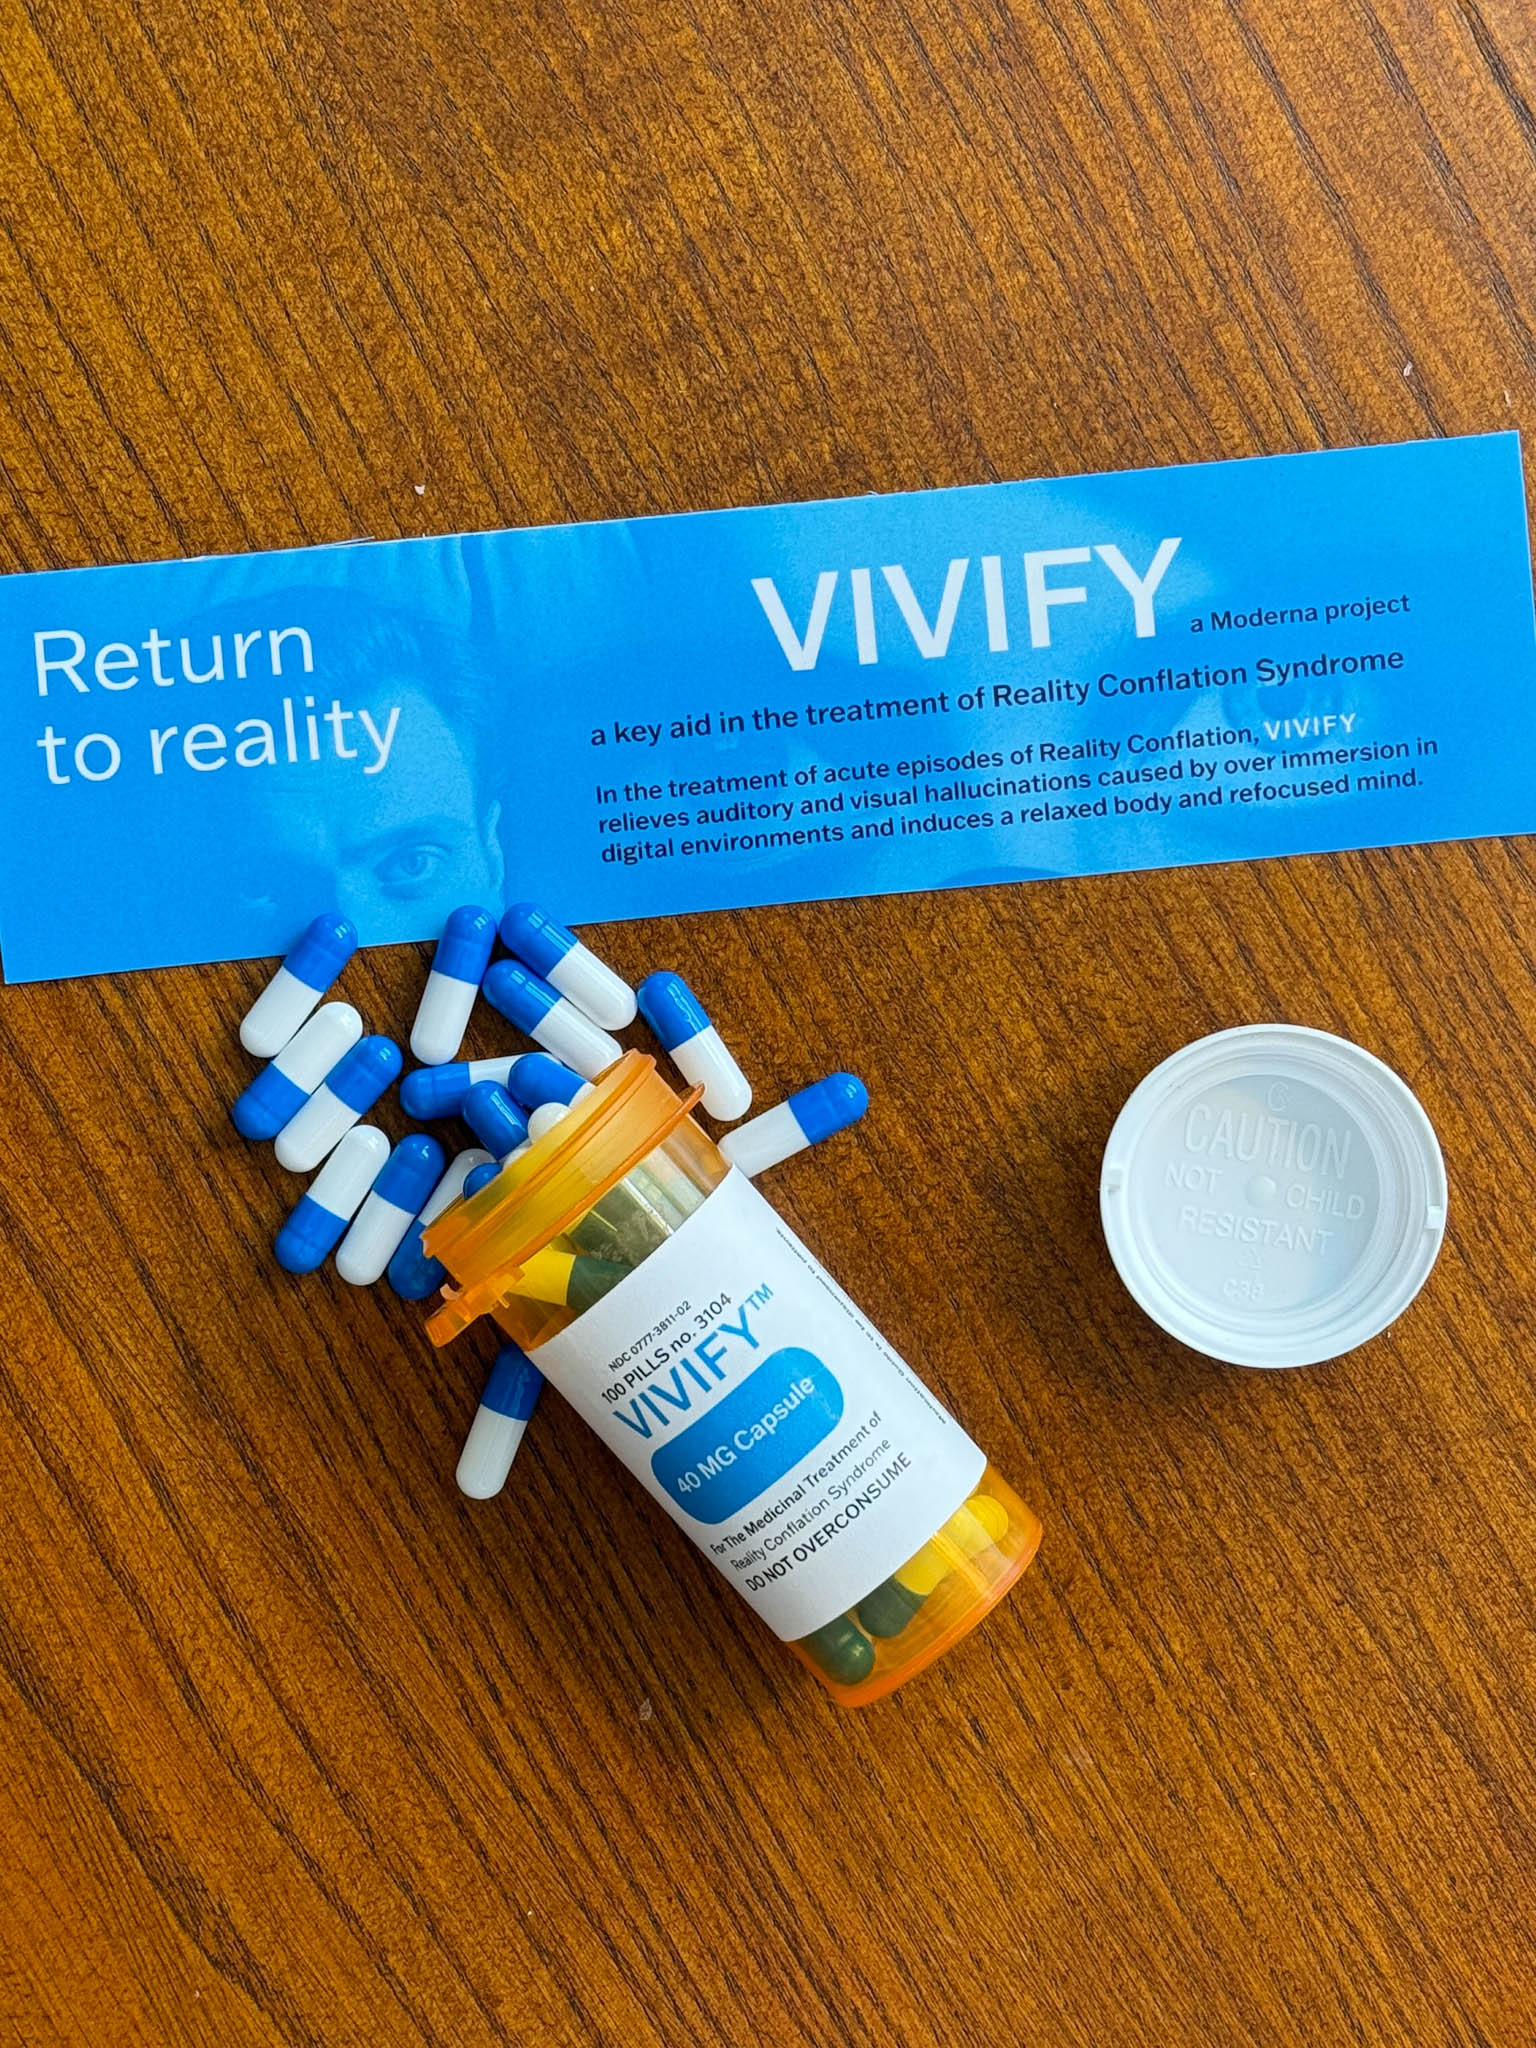 Return
to reality
VIVIFY a Moderna project
a key aid in the treatment of Reality Conflation Syndrome
In the treatment of acute episodes of Reality Conflation, VIVIFY
relieves auditory and visual hallucinations caused by over immersion in
digital environments and induces a relaxed body and refocused mind.
CAUTION
NOT CHILD
RESISTANT
NDC 0777-3811-02
100 PILLS no. 3104
VIVIFY™
40 MG Capsule
For The Medicinal Treatment of
Reality Conflation Syndrome
DO NOT OVERCONSUME